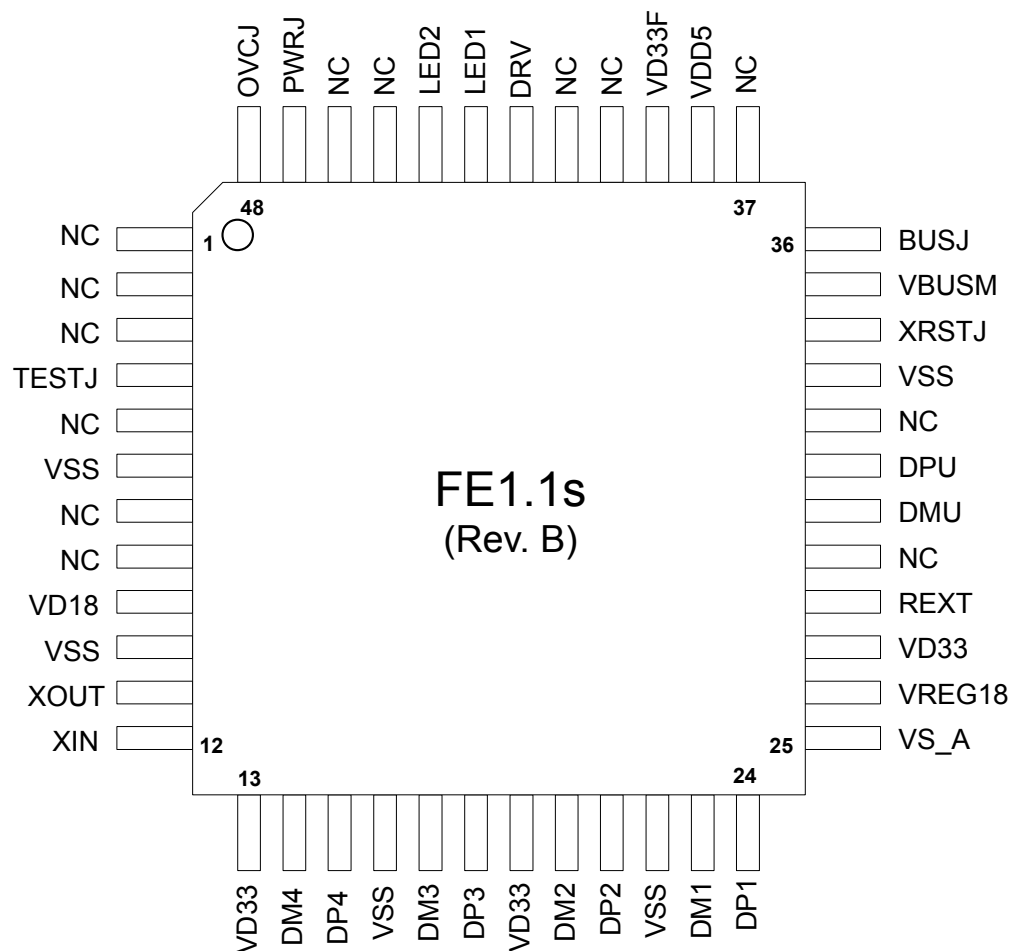 OVCJ
PWRJ
NC
NC
LED2
LED1
DRV
NC
NC
VD33F
VDD5
NC
48
37
NC
1
36
BUSJ
NC
VBUSM
NC
XRSTJ
TESTJ
VSS
NC
NC
VSS
DPU
FE1.1s
NC
DMU
(Rev. B)
NC
NC
VD18
REXT
VSS
VD33
XOUT
VREG18
XIN
12
25
VS_A
13
24
VD33
DM4
DP4
VSS
DM3
DP3
VD33
DM2
DP2
VSS
DM1
DP1